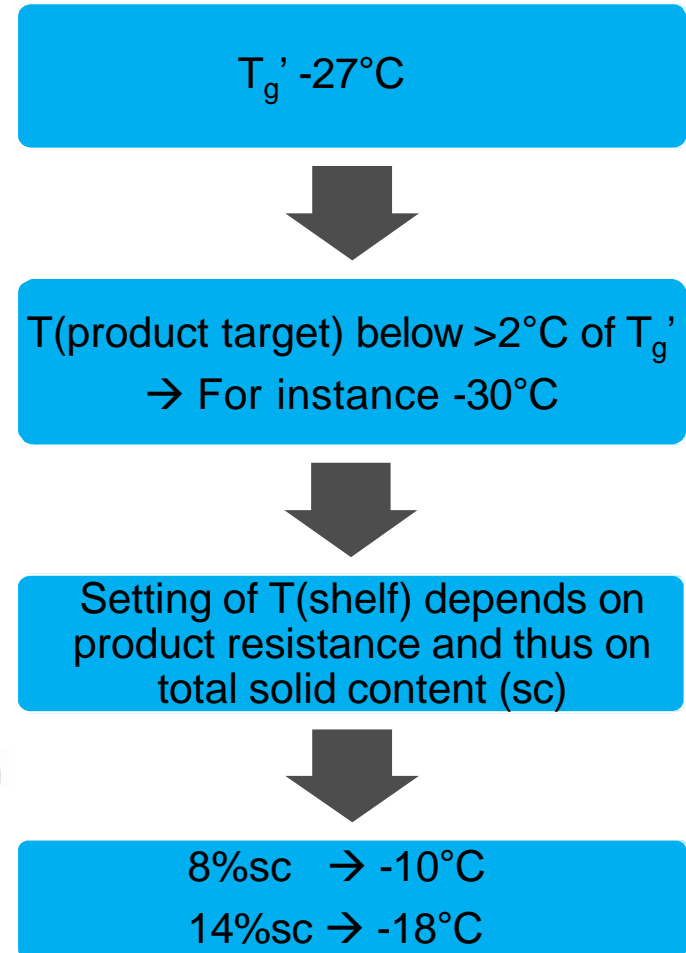 Tg’ -27°C
T(product target) below >2°C of Tg’
→ For instance -30°C
Setting of T(shelf) depends on
product resistance and thus on
total solid content (sc)
8%sc → -10°C
14%sc → -18°C